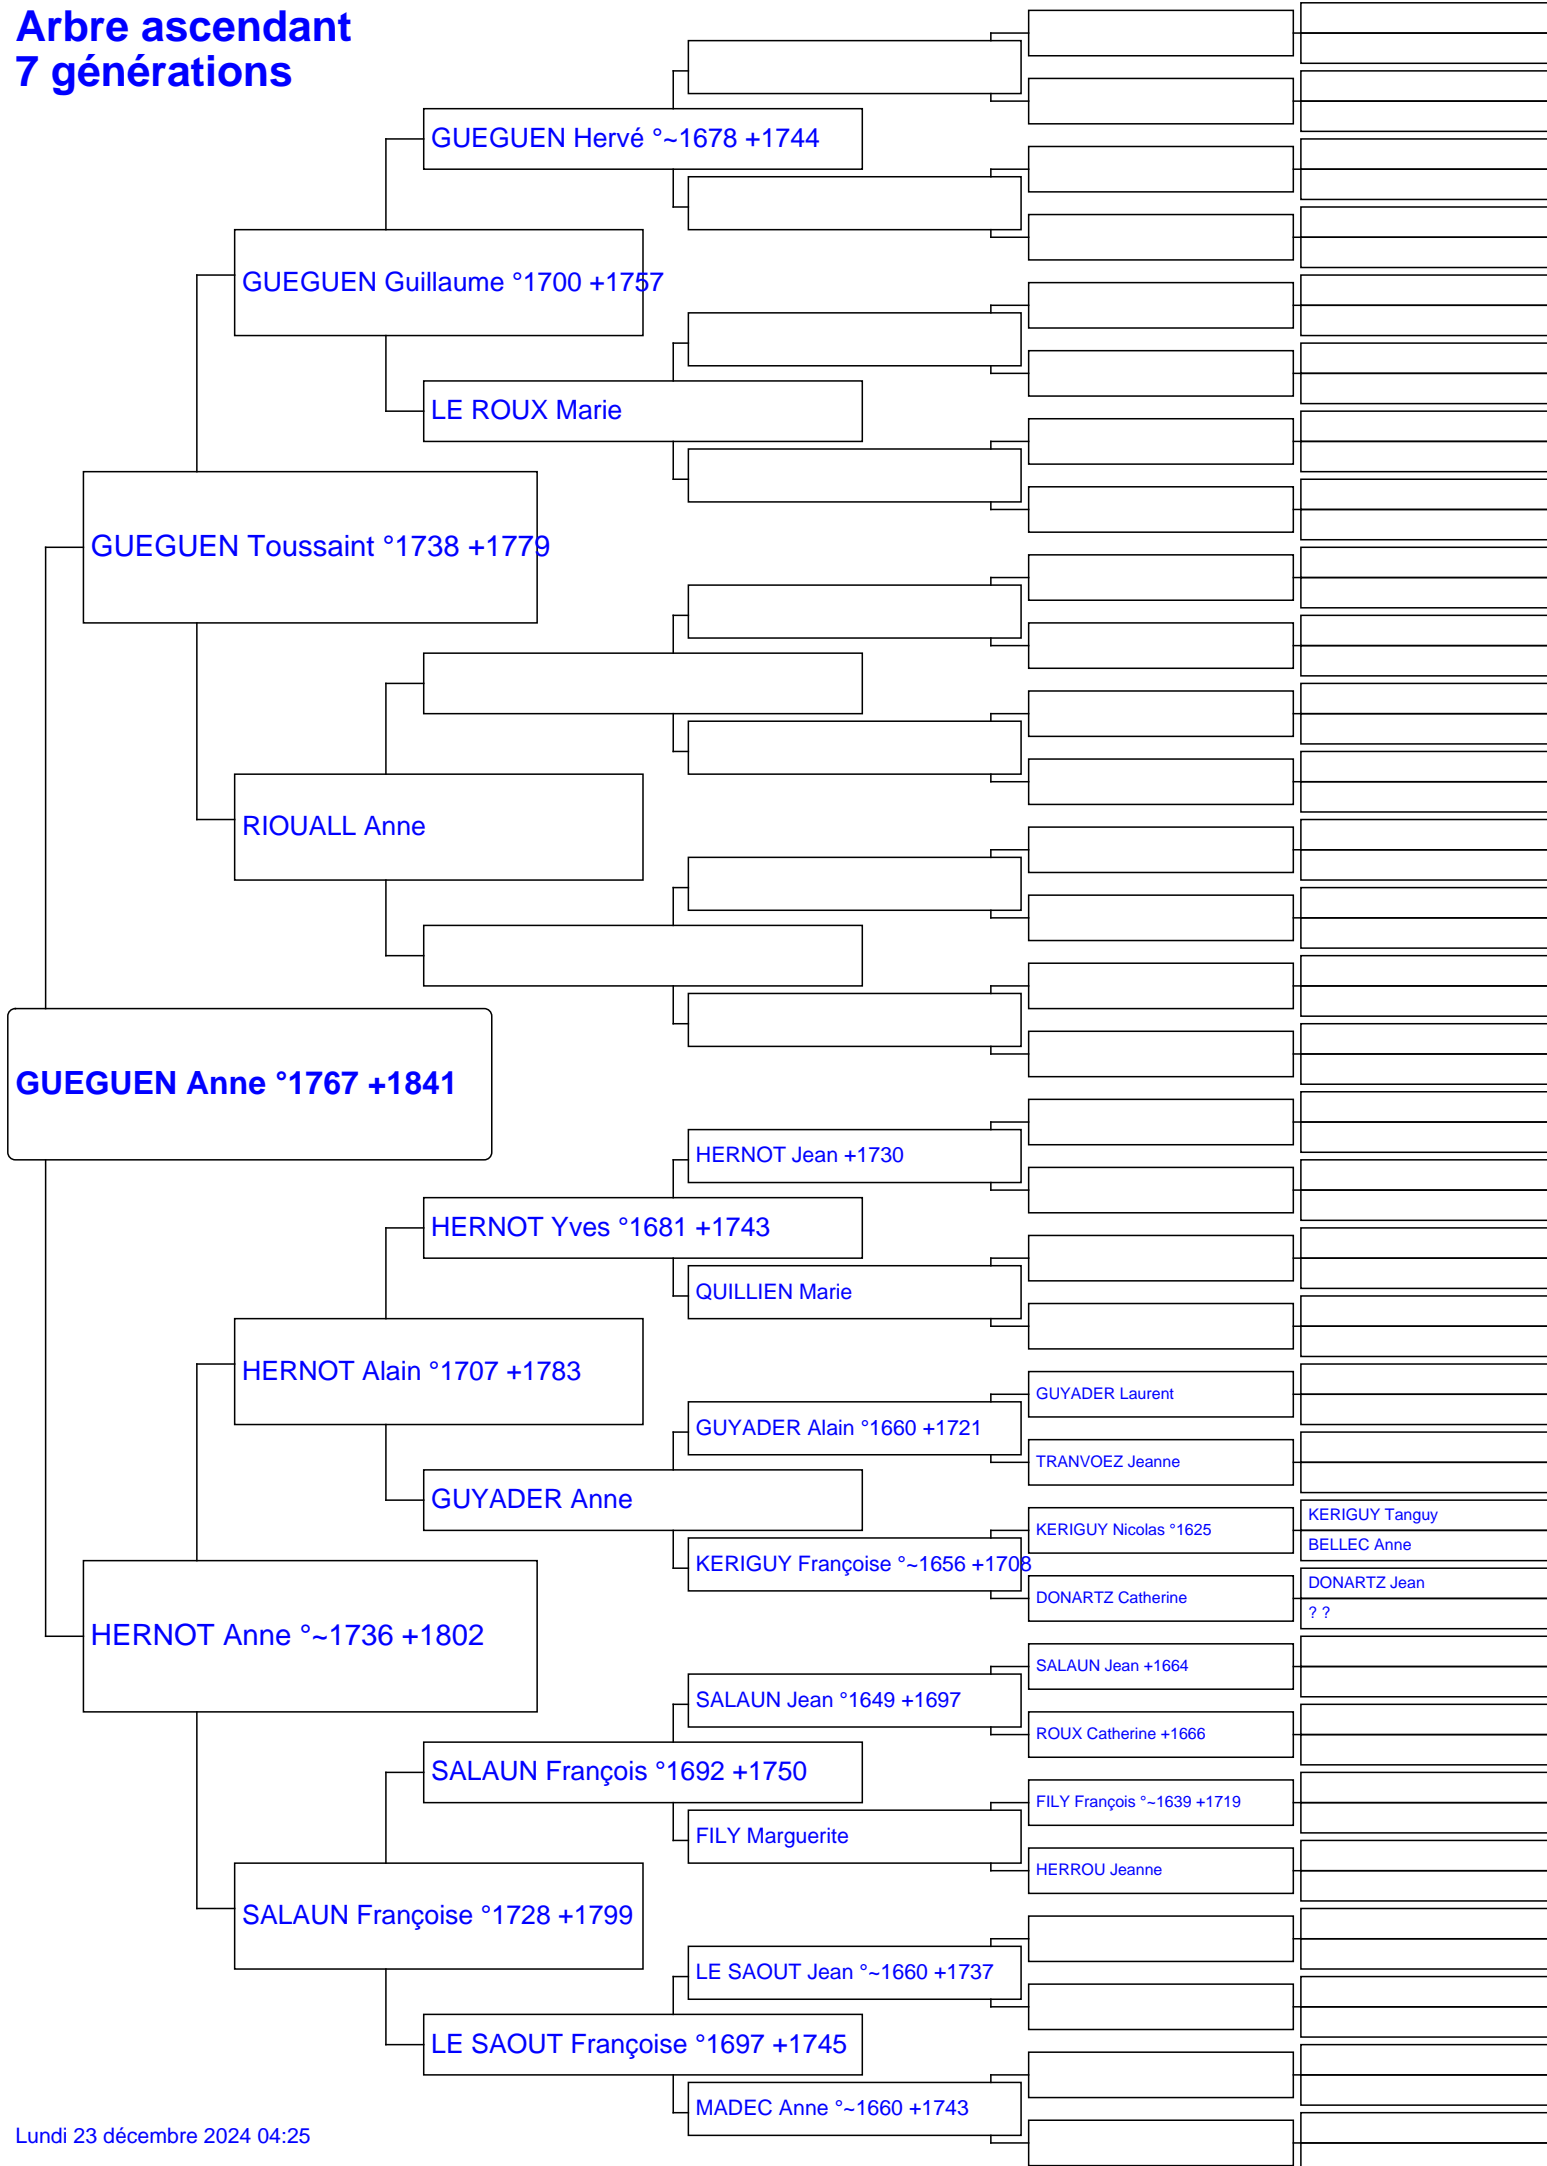 Arbre ascendant
7 générations
GUEGUEN Hervé °~1678 +1744
GUEGUEN Guillaume °1700 +1757
LE ROUX Marie
GUEGUEN Toussaint °1738 +1779
RIOUALL Anne
GUEGUEN Anne °1767 +1841
HERNOT Jean +1730
HERNOT Yves °1681 +1743
QUILLIEN Marie
HERNOT Alain °1707 +1783
GUYADER Laurent
GUYADER Alain °1660 +1721
TRANVOEZ Jeanne
GUYADER Anne
KERIGUY Tanguy
KERIGUY Nicolas °1625
BELLEC Anne
KERIGUY Françoise °~1656 +1708
DONARTZ Jean
DONARTZ Catherine
? ?
HERNOT Anne °~1736 +1802
SALAUN Jean +1664
SALAUN Jean °1649 +1697
ROUX Catherine +1666
SALAUN François °1692 +1750
FILY François °~1639 +1719
FILY Marguerite
HERROU Jeanne
SALAUN Françoise °1728 +1799
LE SAOUT Jean °~1660 +1737
LE SAOUT Françoise °1697 +1745
MADEC Anne °~1660 +1743
Lundi 23 décembre 2024 04:25